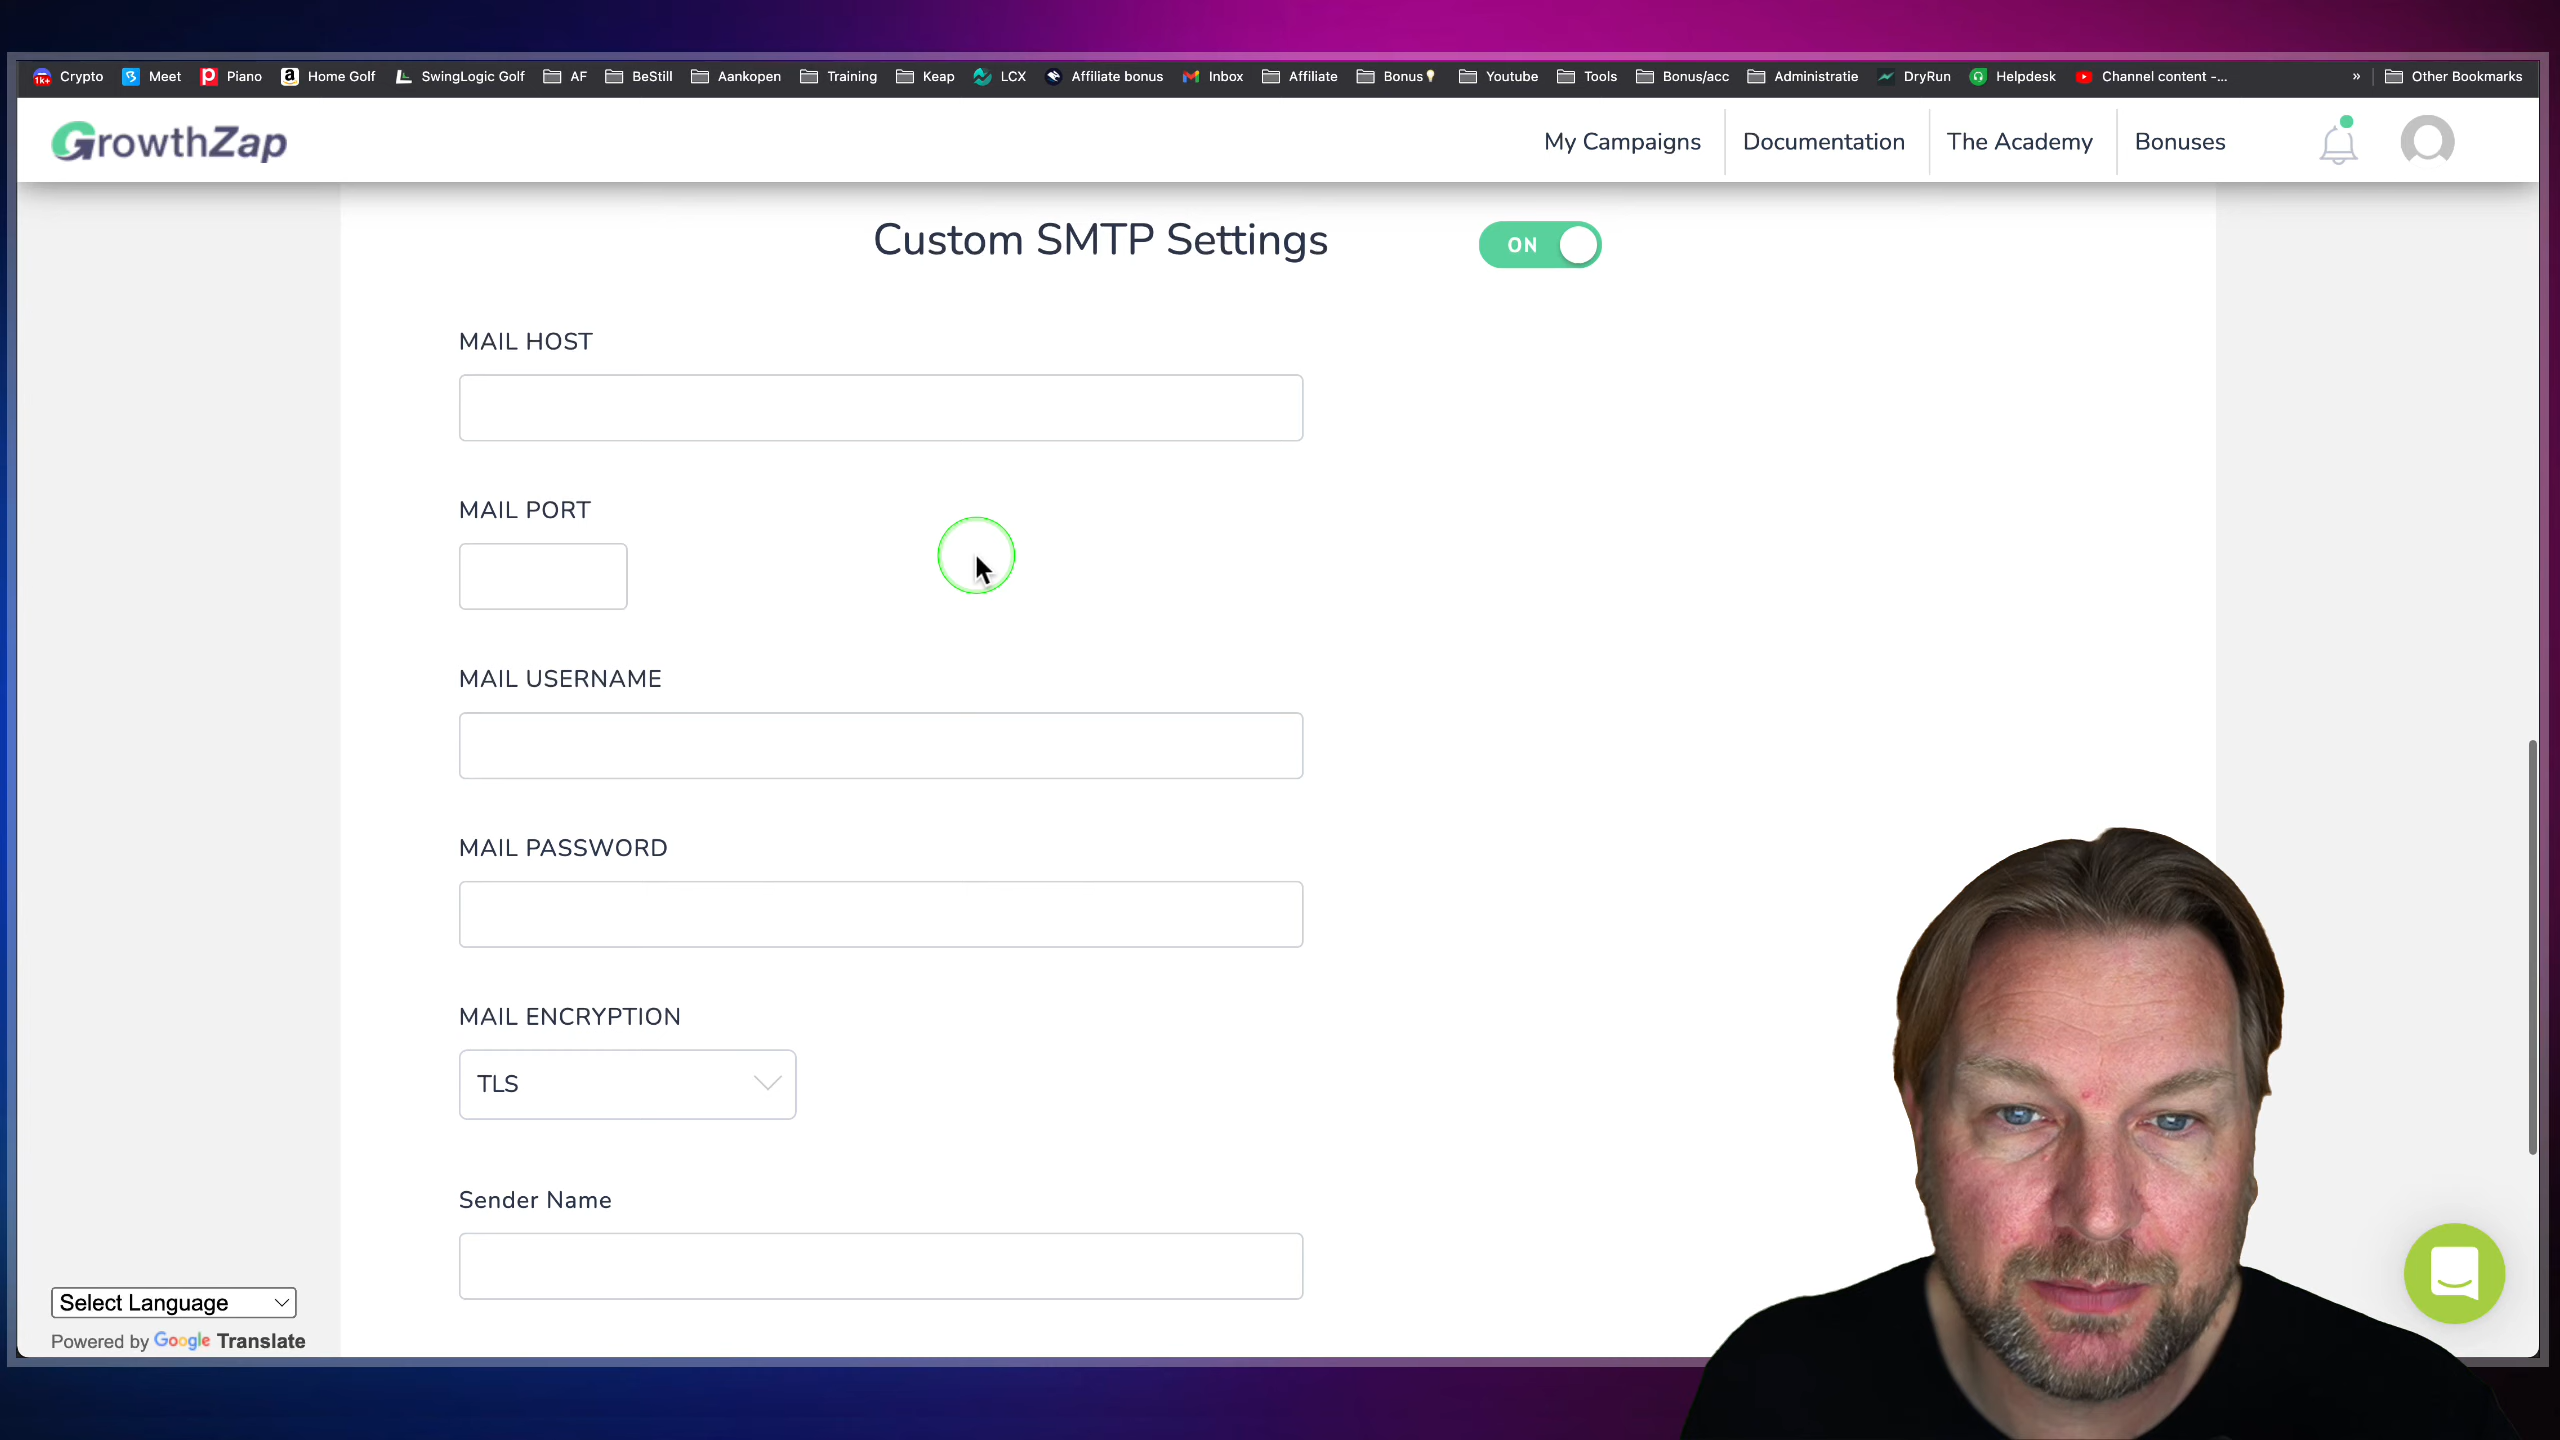 Crypto Meet Piano Home Golf SwingLogic Golf AF BeStill Aankopen Training Keap LCX Affiliate bonus Inbox Affiliate Bonus Youtube Tools Bonus/acc Administratie DryRun Helpdesk Channel content -... » Other Bookmarks
GrowthZap My Campaigns Documentation The Academy Bonuses
Custom SMTP Settings ON
MAIL HOST
MAIL PORT
MAIL USERNAME
MAIL PASSWORD
MAIL ENCRYPTION
TLS
Sender Name
Select Language
Powered by Google Translate